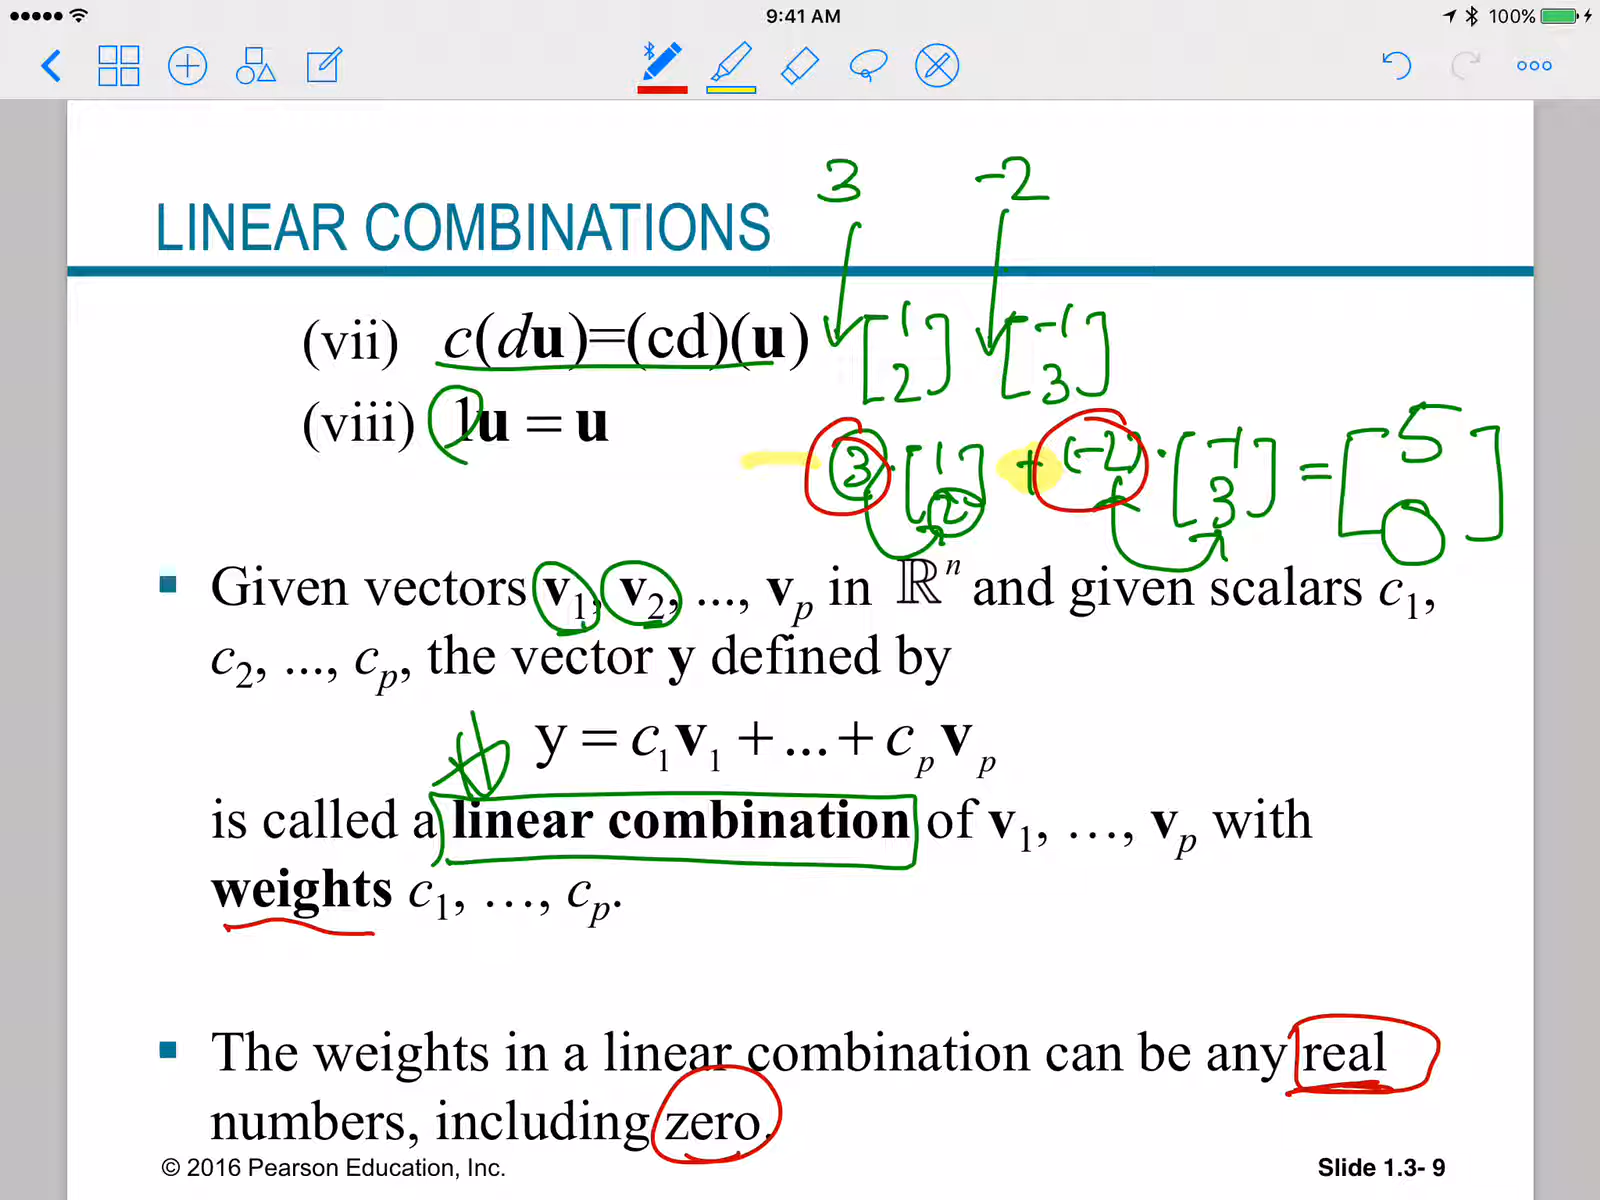 9:41 AM
100%
3 -2
LINEAR COMBINATIONS
(vii) c(du)=(cd)(u) [1 2] [-1 3]
(viii) 1u = u
3 · [1 2] + (-2) · [-1 3] = [5 0]
Given vectors v1, v2, ..., vp in ℝn and given scalars c1,
c2, ..., cp, the vector y defined by
y = c1v1 + ... + cpvp
is called a linear combination of v1, …, vp with
weights c1, …, cp.
The weights in a linear combination can be any real
numbers, including zero.
© 2016 Pearson Education, Inc.
Slide 1.3- 9